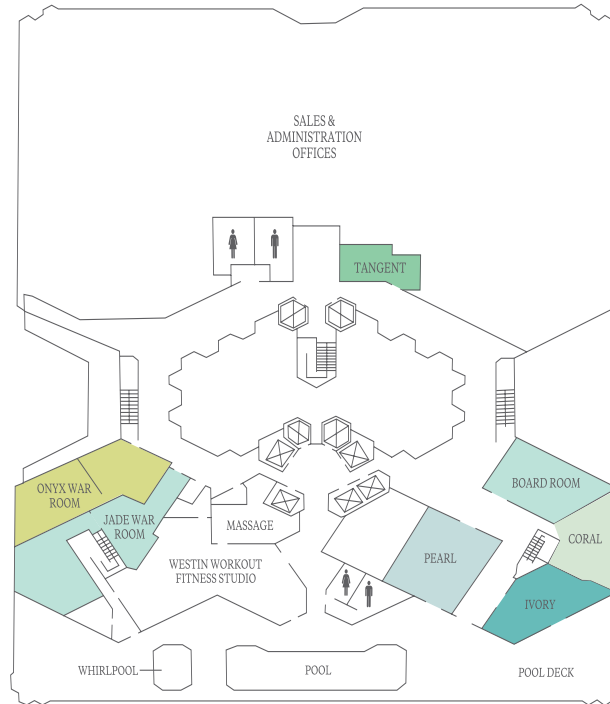 SALES &
ADMINISTRATION
OFFICES
TANGENT
ONYX WAR
ROOM
JADE WAR
ROOM
MASSAGE
WESTIN WORKOUT
FITNESS STUDIO
BOARD ROOM
CORAL
PEARL
IVORY
WHIRLPOOL
POOL
POOL DECK